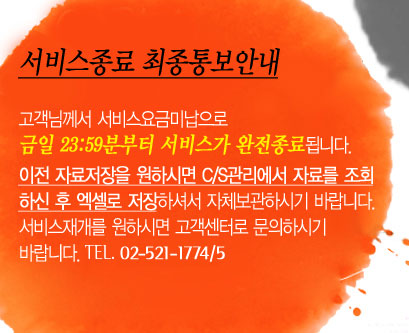 서비스종료 최종통보안내
고객님께서 서비스요금미납으로
금일 23:59분부터 서비스가 완전종료됩니다.
이전 자료저장을 원하시면 C/S관리에서 자료를 조회
하신 후 엑셀로 저장하셔서 자체보관하시기 바랍니다.
서비스재개를 원하시면 고객센터로 문의하시기
바랍니다. TEL. 02-521-1774/5